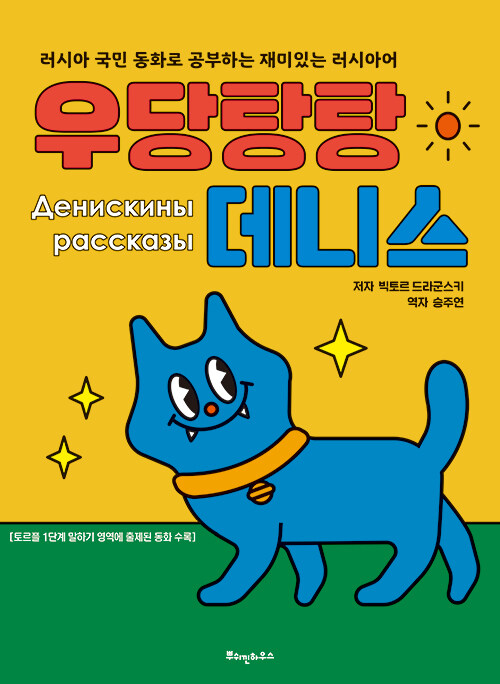 러시아 국민 동화로 공부하는 재미있는 러시아어
우당탕탕
Денискины
рассказы
데니스
저자 빅토르 드라군스키
역자 승주연
[토르플 1단계 말하기 영역에 출제된 동화 수록]
뿌쉬낀하우스